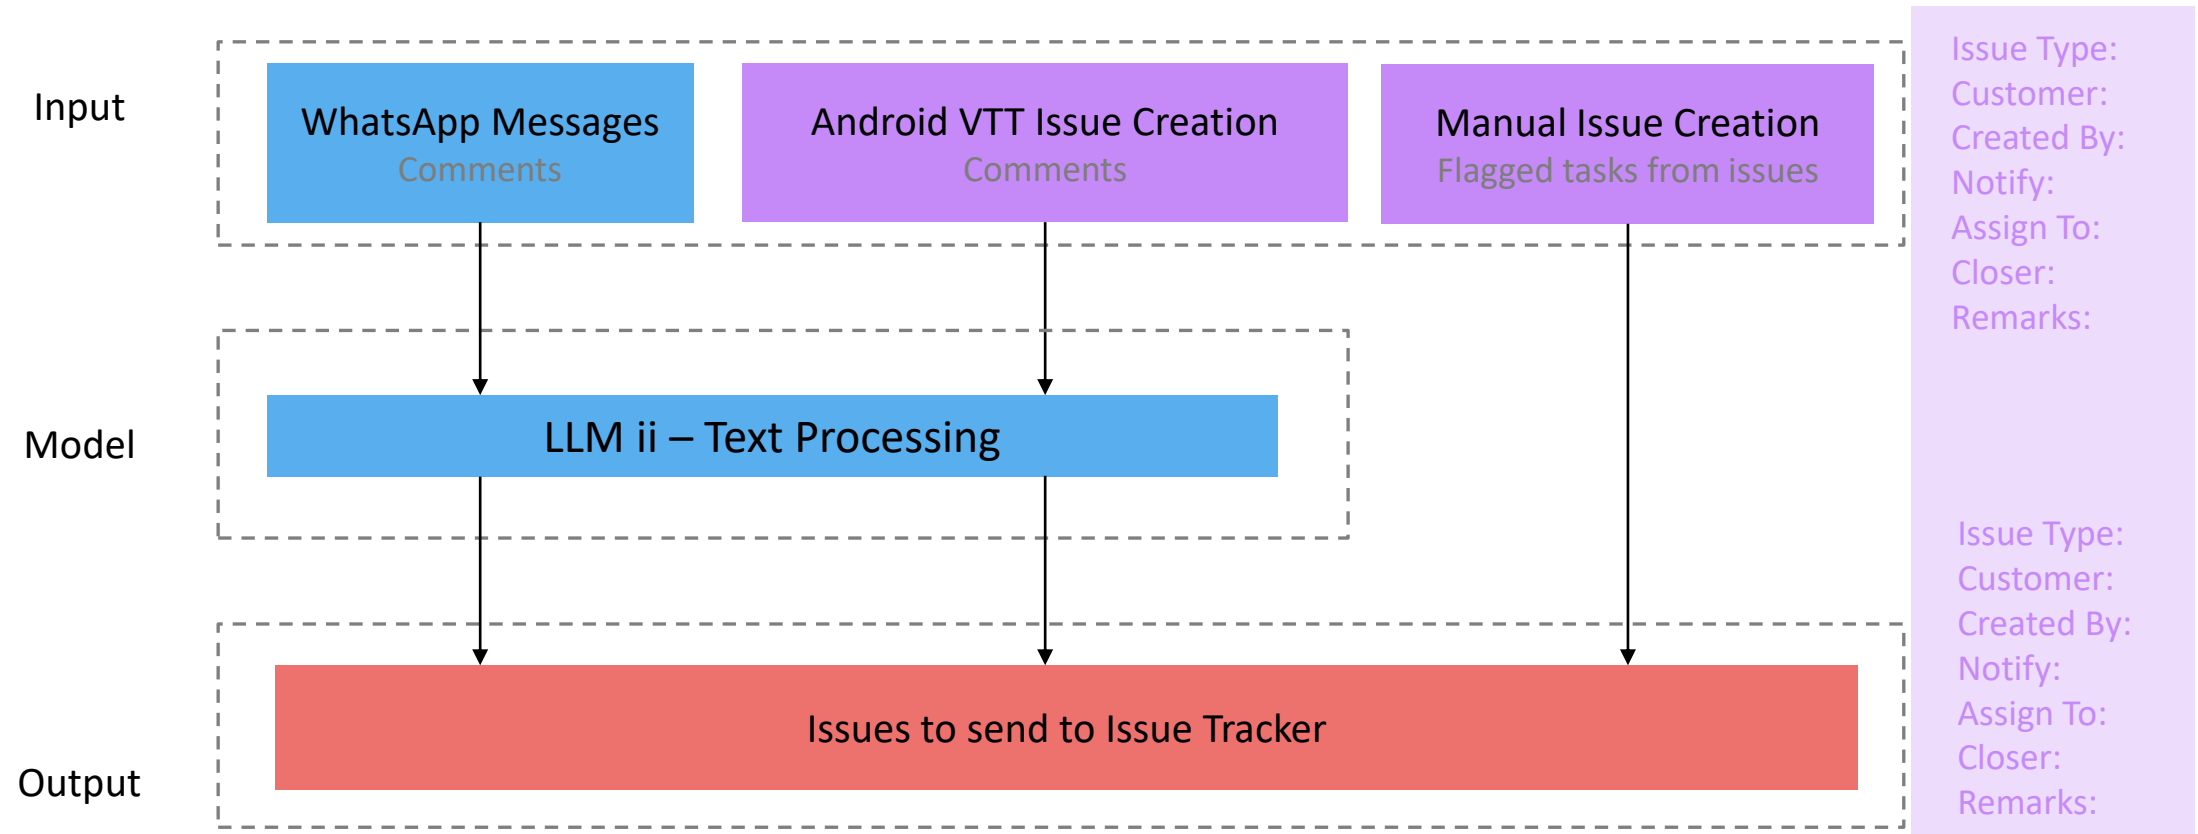 Input
WhatsApp Messages
Comments
Android VTT Issue Creation
Comments
Manual Issue Creation
Flagged tasks from issues
Issue Type:
Customer:
Created By:
Notify:
Assign To:
Closer:
Remarks:
Model
LLM ii – Text Processing
Output
Issues to send to Issue Tracker
Issue Type:
Customer:
Created By:
Notify:
Assign To:
Closer:
Remarks: